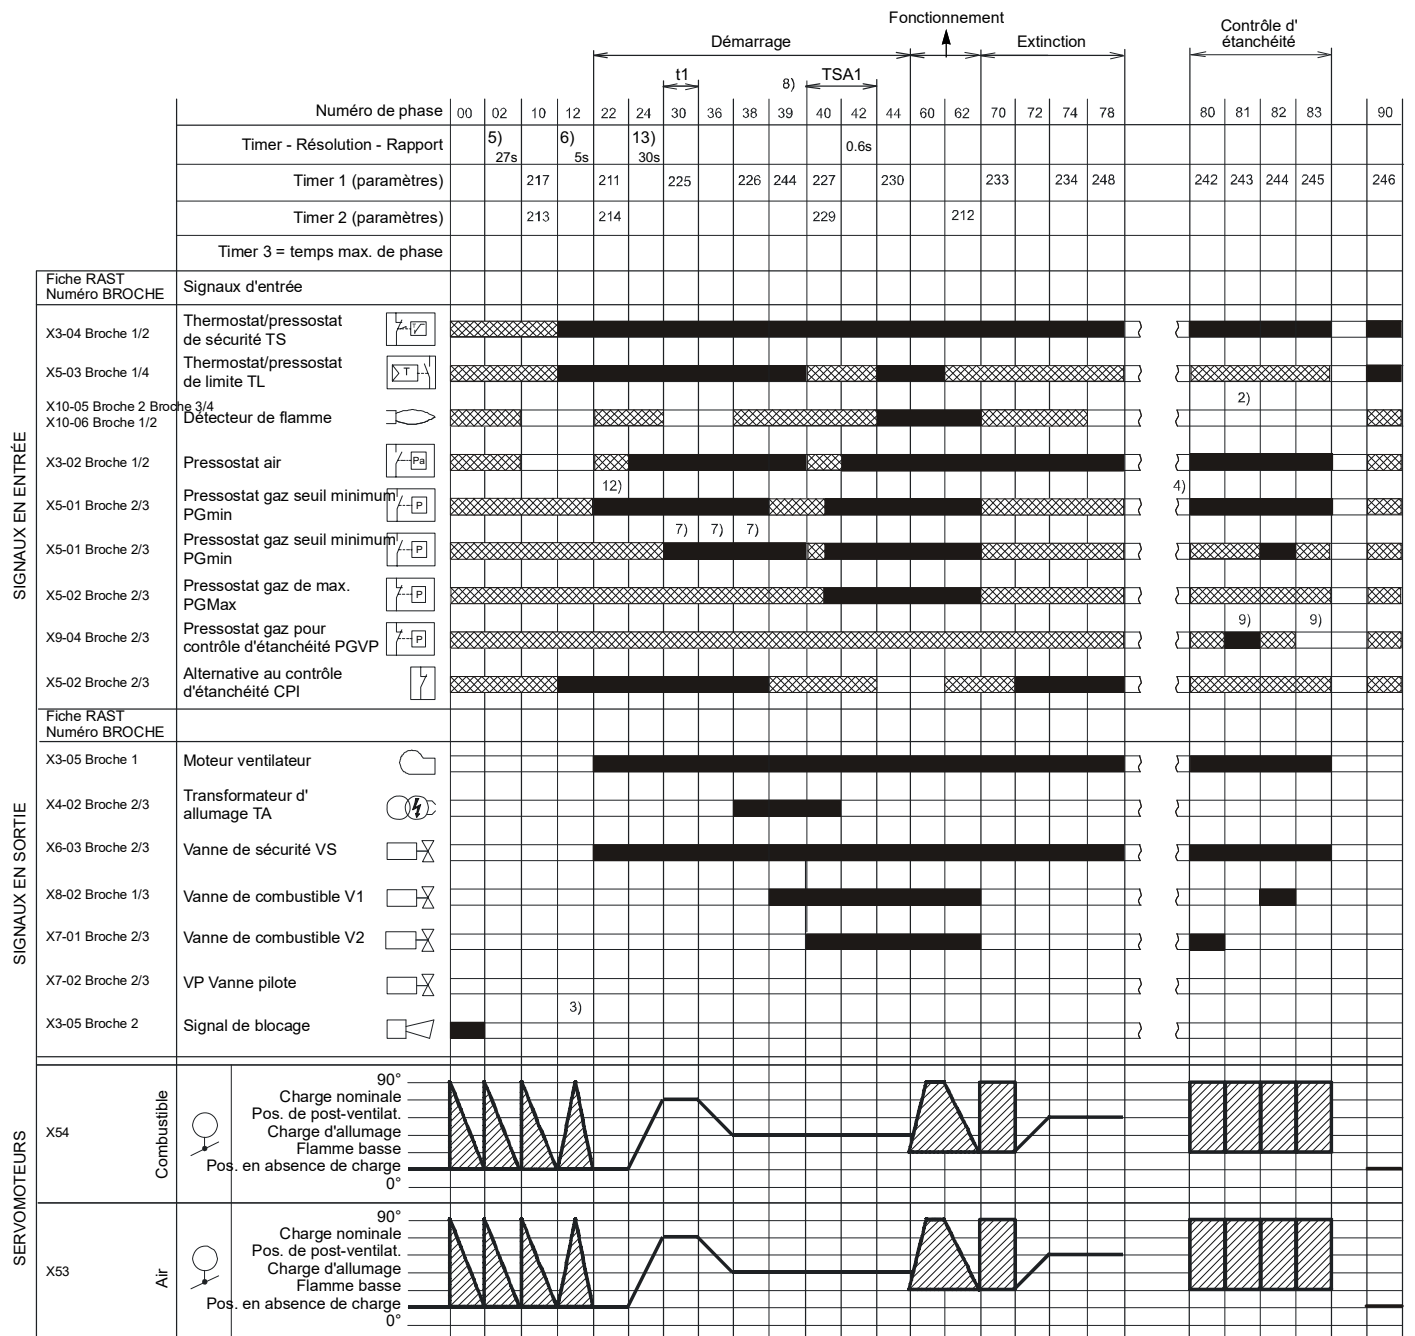 Fonctionnement
Démarrage
Extinction
Contrôle d'
étanchéité
t1
8)
TSA1
Numéro de phase 00 02 10 12 22 24 30 36 38 39 40 42 44 60 62 70 72 74 78 80 81 82 83 90
Timer - Résolution - Rapport 5) 27s 6) 5s 13) 30s 0.6s
Timer 1 (paramètres) 217 211 225 226 244 227 230 233 234 248 242 243 244 245 246
Timer 2 (paramètres) 213 214 229 212
Timer 3 = temps max. de phase
Fiche RAST
Numéro BROCHE
Signaux d'entrée
SIGNAUX EN ENTRÉE
X3-04 Broche 1/2
Thermostat/pressostat
de sécurité TS
X5-03 Broche 1/4
Thermostat/pressostat
de limite TL
T
2)
X10-05 Broche 2 Broche 3/4
X10-06 Broche 1/2
Détecteur de flamme
X3-02 Broche 1/2
Pressostat air
Pa
12)
4)
X5-01 Broche 2/3
Pressostat gaz seuil minimum
PGmin
P
7) 7) 7)
X5-01 Broche 2/3
Pressostat gaz seuil minimum
PGmin
P
X5-02 Broche 2/3
Pressostat gaz de max.
PGMax
P
9) 9)
X9-04 Broche 2/3
Pressostat gaz pour
contrôle d'étanchéité PGVP
P
X5-02 Broche 2/3
Alternative au contrôle
d'étanchéité CPI
Fiche RAST
Numéro BROCHE
SIGNAUX EN SORTIE
X3-05 Broche 1
Moteur ventilateur
X4-02 Broche 2/3
Transformateur d'
allumage TA
X6-03 Broche 2/3
Vanne de sécurité VS
X8-02 Broche 1/3
Vanne de combustible V1
X7-01 Broche 2/3
Vanne de combustible V2
X7-02 Broche 2/3
VP Vanne pilote
3)
X3-05 Broche 2
Signal de blocage
SERVOMOTEURS
X54
Combustible
90°
Charge nominale
Pos. de post-ventilat.
Charge d'allumage
Flamme basse
Pos. en absence de charge
0°
X53
Air
90°
Charge nominale
Pos. de post-ventilat.
Charge d'allumage
Flamme basse
Pos. en absence de charge
0°